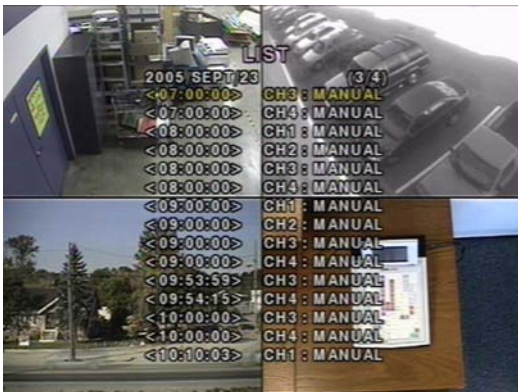 LIST
2005 SEPT 23 (3/4)
<07:00:00> CH3 : MANUAL
<07:00:00> CH4 : MANUAL
<08:00:00> CH1 : MANUAL
<08:00:00> CH2 : MANUAL
<08:00:00> CH3 : MANUAL
<08:00:00> CH4 : MANUAL
<09:00:00> CH1 : MANUAL
<09:00:00> CH2 : MANUAL
<09:00:00> CH3 : MANUAL
<09:00:00> CH4 : MANUAL
<09:53:59> CH3 : MANUAL
<09:54:15> CH4 : MANUAL
<10:00:00> CH3 : MANUAL
<10:00:00> CH4 : MANUAL
<10:10:03> CH1 : MANUAL